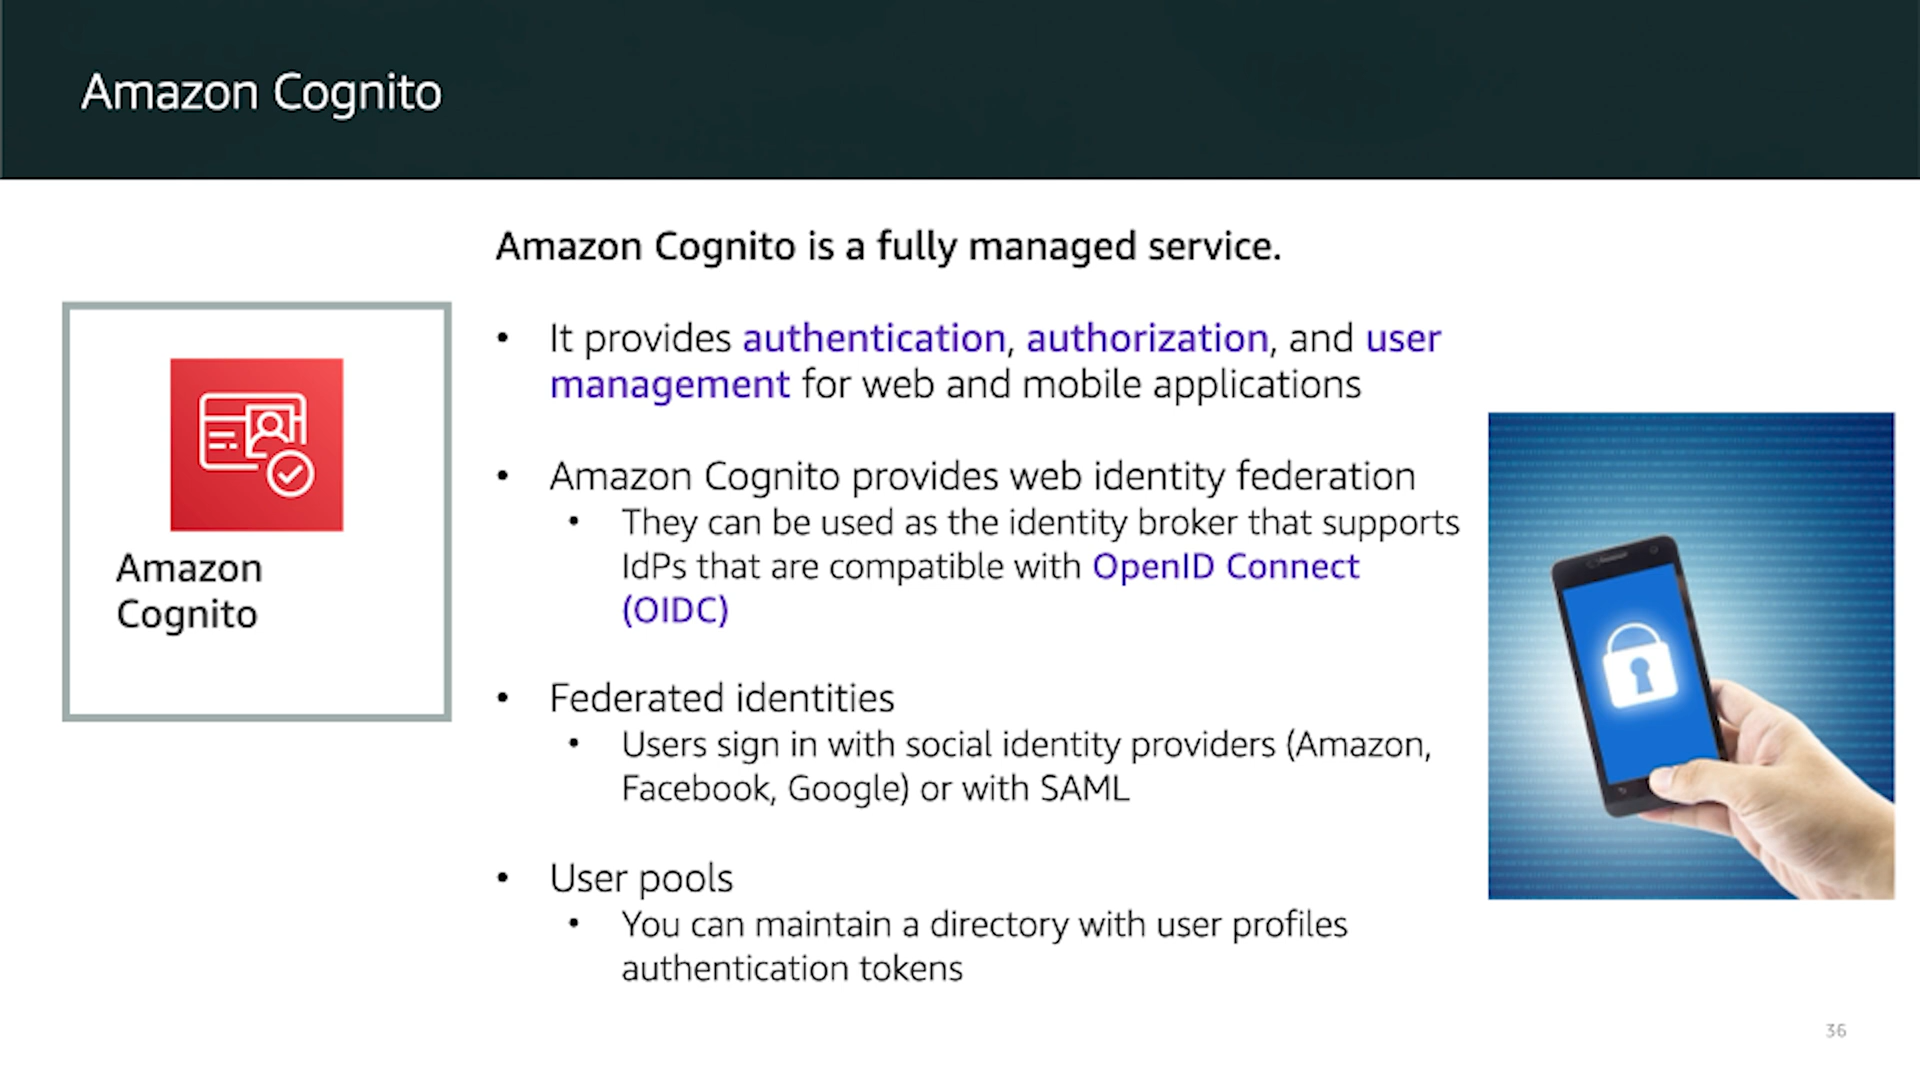 Amazon Cognito
Amazon Cognito is a fully managed service.
• It provides authentication, authorization, and user
management for web and mobile applications
• Amazon Cognito provides web identity federation
• They can be used as the identity broker that supports
IdPs that are compatible with OpenID Connect
(OIDC)
• Federated identities
• Users sign in with social identity providers (Amazon,
Facebook, Google) or with SAML
• User pools
• You can maintain a directory with user profiles
authentication tokens
Amazon
Cognito
36